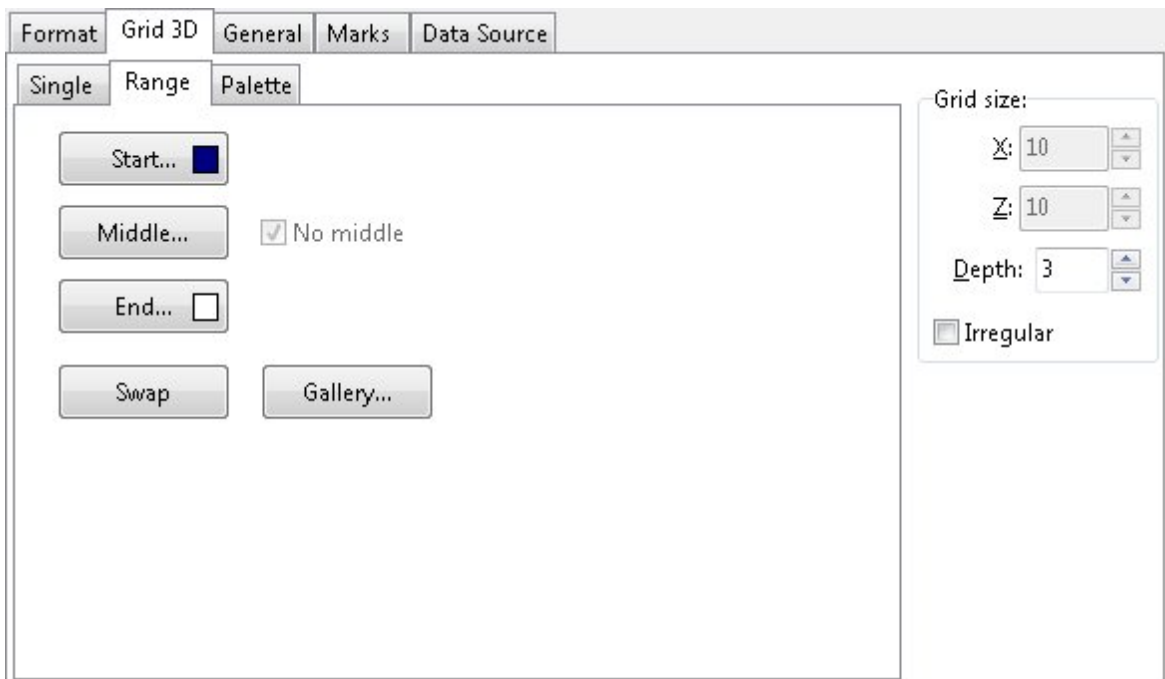 Format Grid 3D General Marks Data Source
Single Range Palette
Grid size:
Start...
X: 10
Middle... No middle
Z: 10
End...
Depth: 3
Irregular
Swap Gallery...